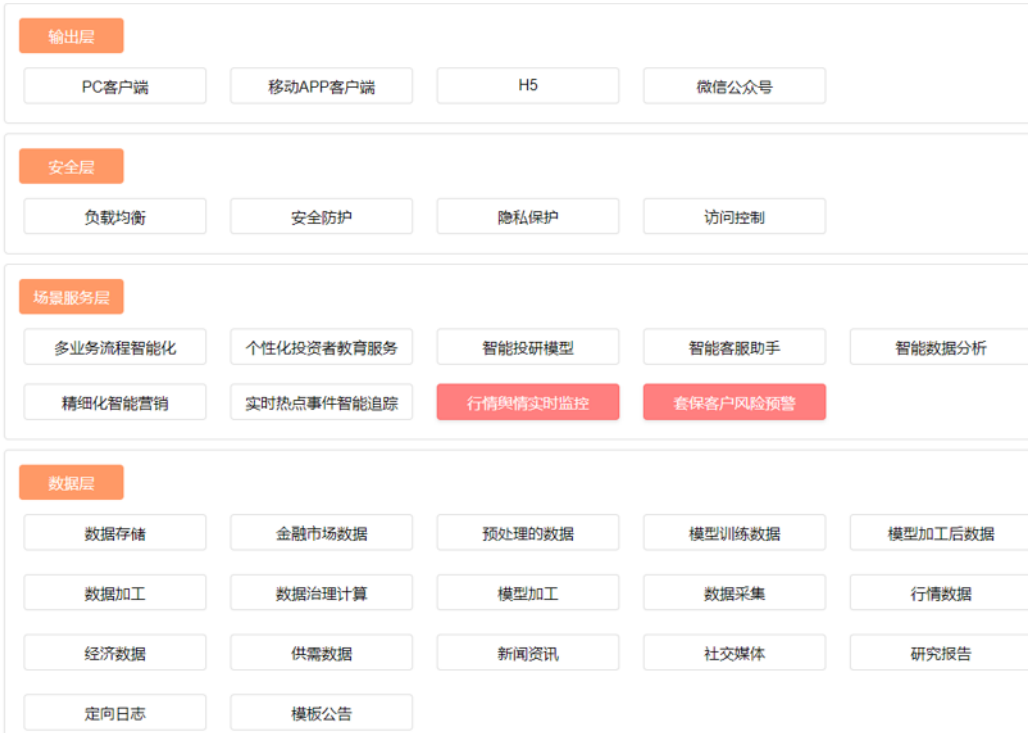 输出层
PC客户端 移动APP客户端 H5 微信公众号
安全层
负载均衡 安全防护 隐私保护 访问控制
场景服务层
多业务流程智能化 个性化投资者教育服务 智能投研模型 智能客服助手 智能数据分析
精细化智能营销 实时热点事件智能追踪 行情舆情实时监控 套保客户风险预警
数据层
数据存储 金融市场数据 预处理的数据 模型训练数据 模型加工后数据
数据加工 数据治理计算 模型加工 数据采集 行情数据
经济数据 供需数据 新闻资讯 社交媒体 研究报告
定向日志 模板公告